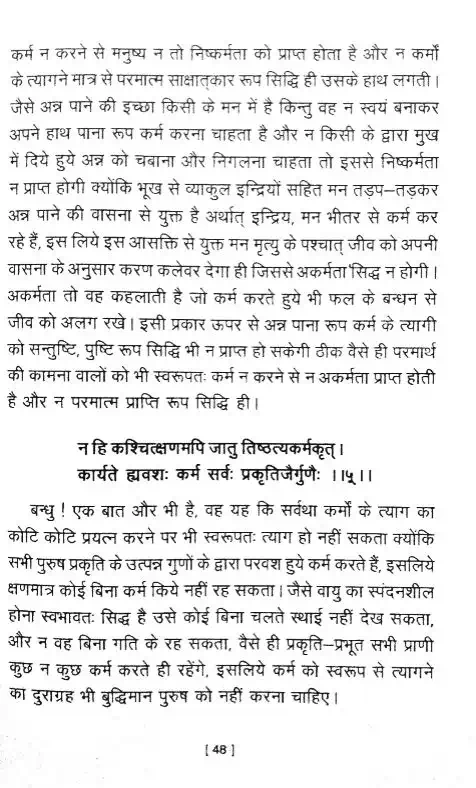 कर्म न करने से मनुष्य न तो निष्कर्मता को प्राप्त होता है और न कर्मों
के त्यागने मात्र से परमात्म साक्षात्कार रूप सिद्धि ही उसके हाथ लगती।
जैसे अन्न पाने की इच्छा किसी के मन में है किन्तु वह न स्वयं बनाकर
अपने हाथ पाना रूप कर्म करना चाहता है और न किसी के द्वारा मुख
में दिये हुये अन्न को चबाना और निगलना चाहता तो इससे निष्कर्मता
न प्राप्त होगी क्योंकि भूख से व्याकुल इन्द्रियों सहित मन तड़प–तड़कर
अन्न पाने की वासना से युक्त है अर्थात् इन्द्रिय, मन भीतर से कर्म कर
रहे हैं, इस लिये इस आसक्ति से युक्त मन मृत्यु के पश्चात् जीव को अपनी
वासना के अनुसार करण कलेवर देगा ही जिससे अकर्मता सिद्ध न होगी।
अकर्मता तो वह कहलाती है जो कर्म करते हुये भी फल के बन्धन से
जीव को अलग रखे। इसी प्रकार ऊपर से अन्न पाना रूप कर्म के त्यागी
को सन्तुष्टि, पुष्टि रूप सिद्धि भी न प्राप्त हो सकेगी ठीक वैसे ही परमार्थ
की कामना वालों को भी स्वरूपतः कर्म न करने से न अकर्मता प्राप्त होती
है और न परमात्म प्राप्ति रूप सिद्धि ही।
न हि कश्चित्क्षणमपि जातु तिष्ठत्यकर्मकृत्।
कार्यते ह्यवशः कर्म सर्वः प्रकृतिजैर्गुणैः ।।५।।
बन्धु ! एक बात और भी है, वह यह कि सर्वथा कर्मों के त्याग का
कोटि कोटि प्रयत्न करने पर भी स्वरूपतः त्याग हो नहीं सकता क्योंकि
सभी पुरुष प्रकृति के उत्पन्न गुणों के द्वारा परवश हुये कर्म करते हैं, इसलिये
क्षणमात्र कोई बिना कर्म किये नहीं रह सकता। जैसे वायु का स्पंदनशील
होना स्वभावतः सिद्ध है उसे कोई बिना चलते स्थाई नहीं देख सकता,
और न वह बिना गति के रह सकता, वैसे ही प्रकृति–प्रभूत सभी प्राणी
कुछ न कुछ कर्म करते ही रहेंगे, इसलिये कर्म को स्वरूप से त्यागने
का दुराग्रह भी बुद्धिमान पुरुष को नहीं करना चाहिए।
[ 48 ]